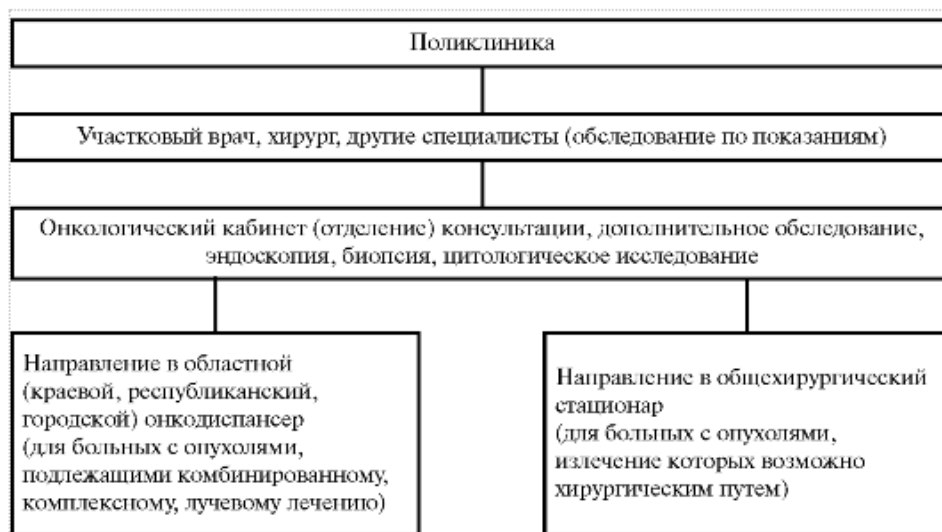 Поликлиника
Участковый врач, хирург, другие специалисты (обследование по показаниям)
Онкологический кабинет (отделение) консультации, дополнительное обследование,
эндоскопия, биопсия, цитологическое исследование
Направление в областной
(краевой, республиканский,
городской) онкодиспансер
(для больных с опухолями,
подлежащими комбинированному,
комплексному, лучевому лечению)
Направление в общехирургический
стационар
(для больных с опухолями,
излечение которых возможно
хирургическим путем)